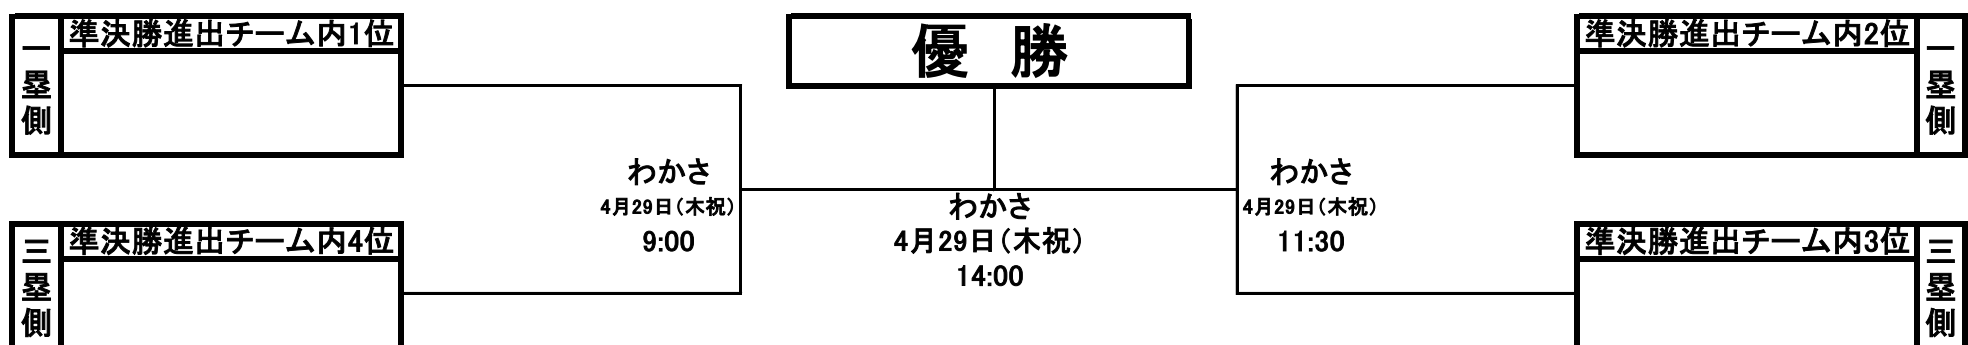 準決勝進出チーム内1位
一塁側
優　勝
準決勝進出チーム内2位
一塁側
わかさ
4月29日（木祝）
9:00
わかさ
4月29日（木祝）
14:00
わかさ
4月29日（木祝）
11:30
準決勝進出チーム内4位
三塁側
準決勝進出チーム内3位
三塁側